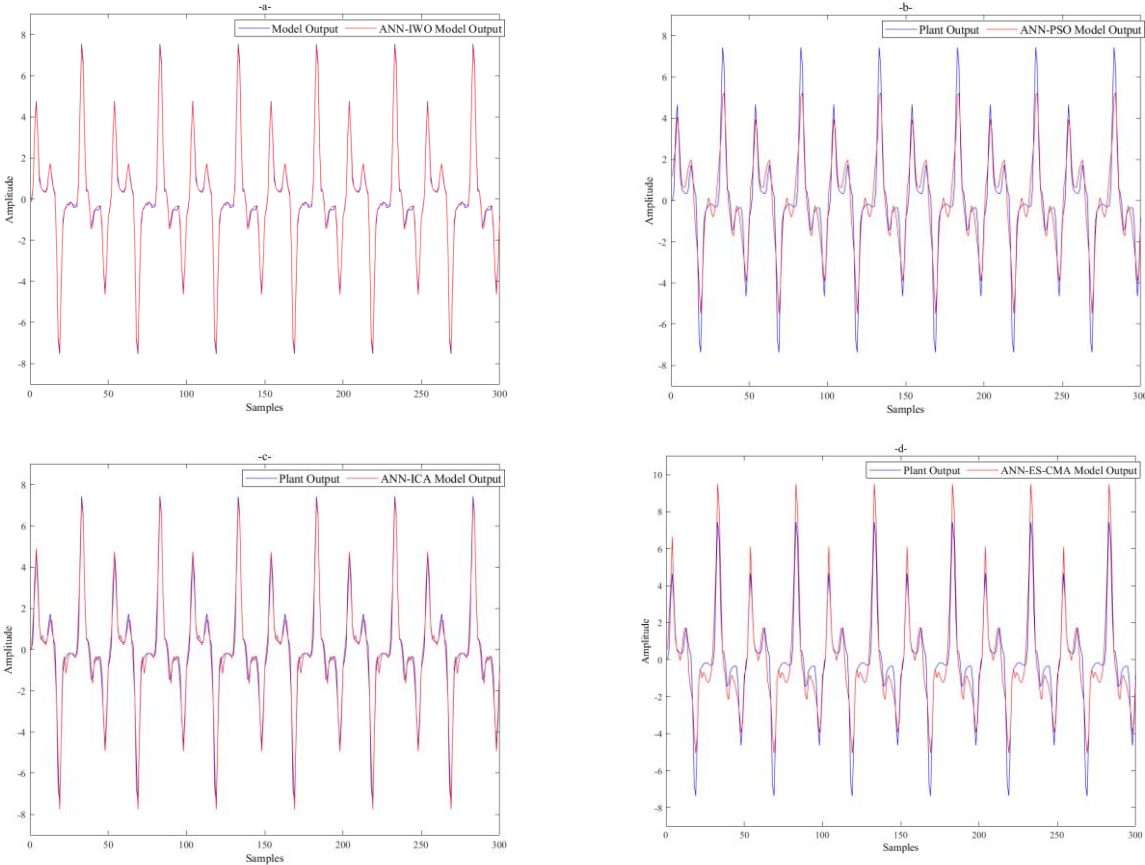 -a-
Model Output ANN-IWO Model Output
8
6
4
2
0
-2
-4
-6
-8
Amplitude
0 50 100 150 200 250 300
Samples
-b-
Plant Output ANN-PSO Model Output
8
6
4
2
0
-2
-4
-6
-8
Amplitude
0 50 100 150 200 250 300
Samples
-c-
Plant Output ANN-ICA Model Output
8
6
4
2
0
-2
-4
-6
-8
Amplitude
0 50 100 150 200 250 300
Samples
-d-
Plant Output ANN-ES-CMA Model Output
10
8
6
4
2
0
-2
-4
-6
-8
Amplitude
0 50 100 150 200 250 300
Samples